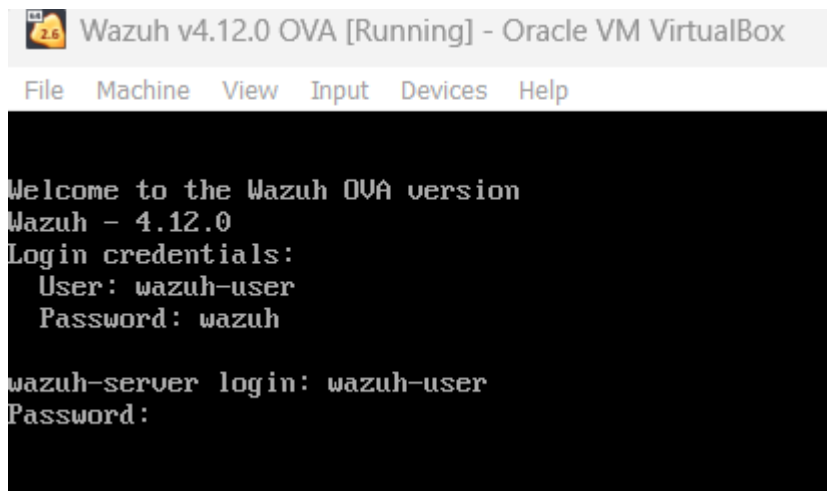 Wazuh v4.12.0 OVA [Running] - Oracle VM VirtualBox
File Machine View Input Devices Help
Welcome to the Wazuh OVA version
Wazuh - 4.12.0
Login credentials:
User: wazuh-user
Password: wazuh
wazuh-server login: wazuh-user
Password: